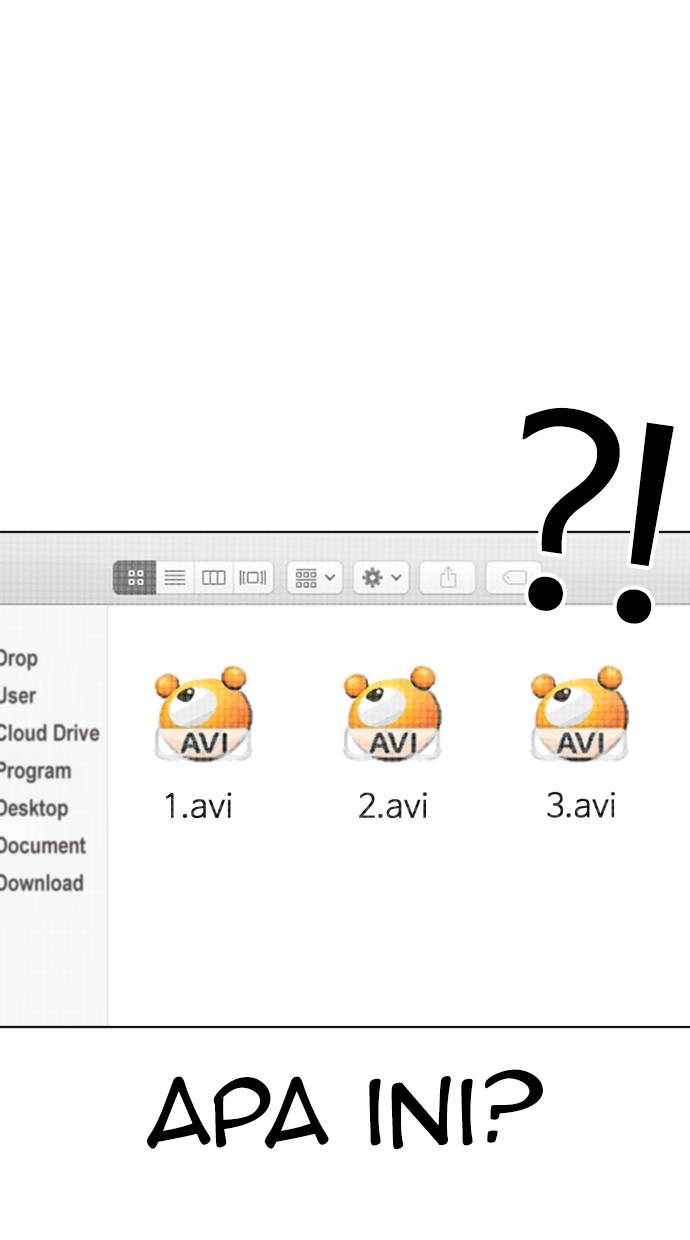 ?!
Drop
User
Cloud Drive
Program
Desktop
Document
Download
AVI AVI AVI
1.avi 2.avi 3.avi
APA INI?